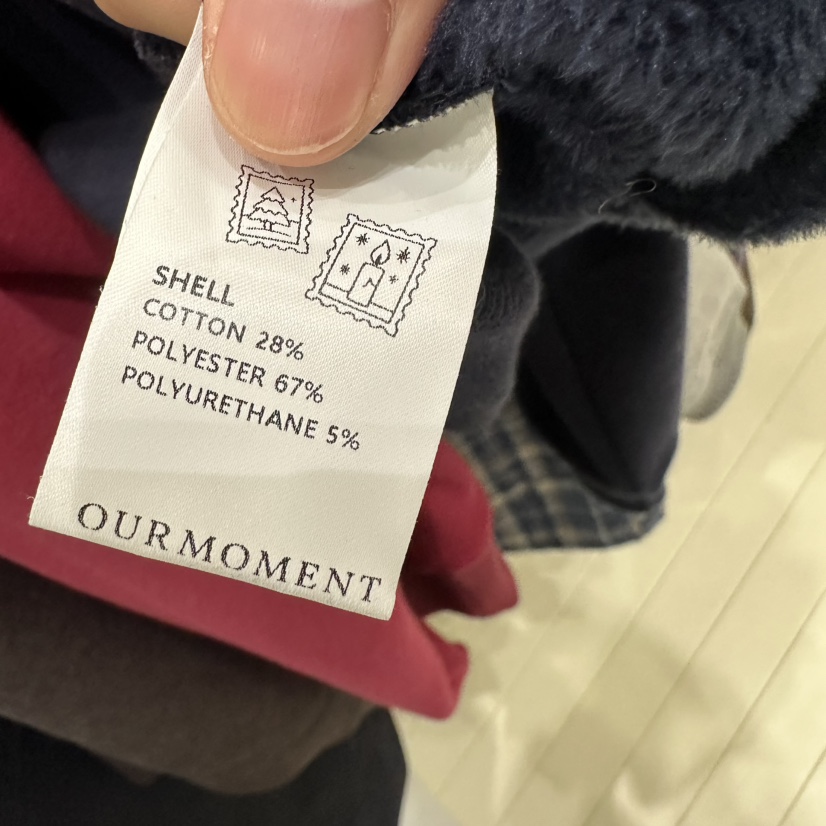 SHELL
COTTON 28%
POLYESTER 67%
POLYURETHANE 5%
OURMOMENT